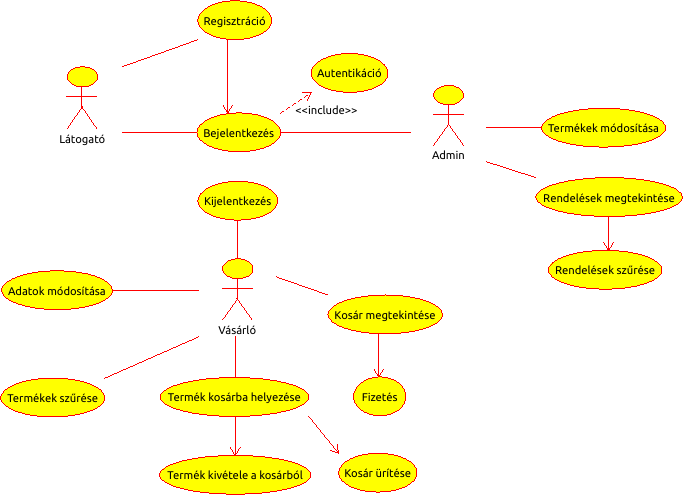 Regisztráció
Autentikáció
<<include>>
Látogató
Bejelentkezés
Admin
Termékek módosítása
Kijelentkezés
Rendelések megtekintése
Rendelések szűrése
Adatok módosítása
Vásárló
Kosár megtekintése
Termékek szűrése
Termék kosárba helyezése
Fizetés
Termék kivétele a kosárból
Kosár ürítése